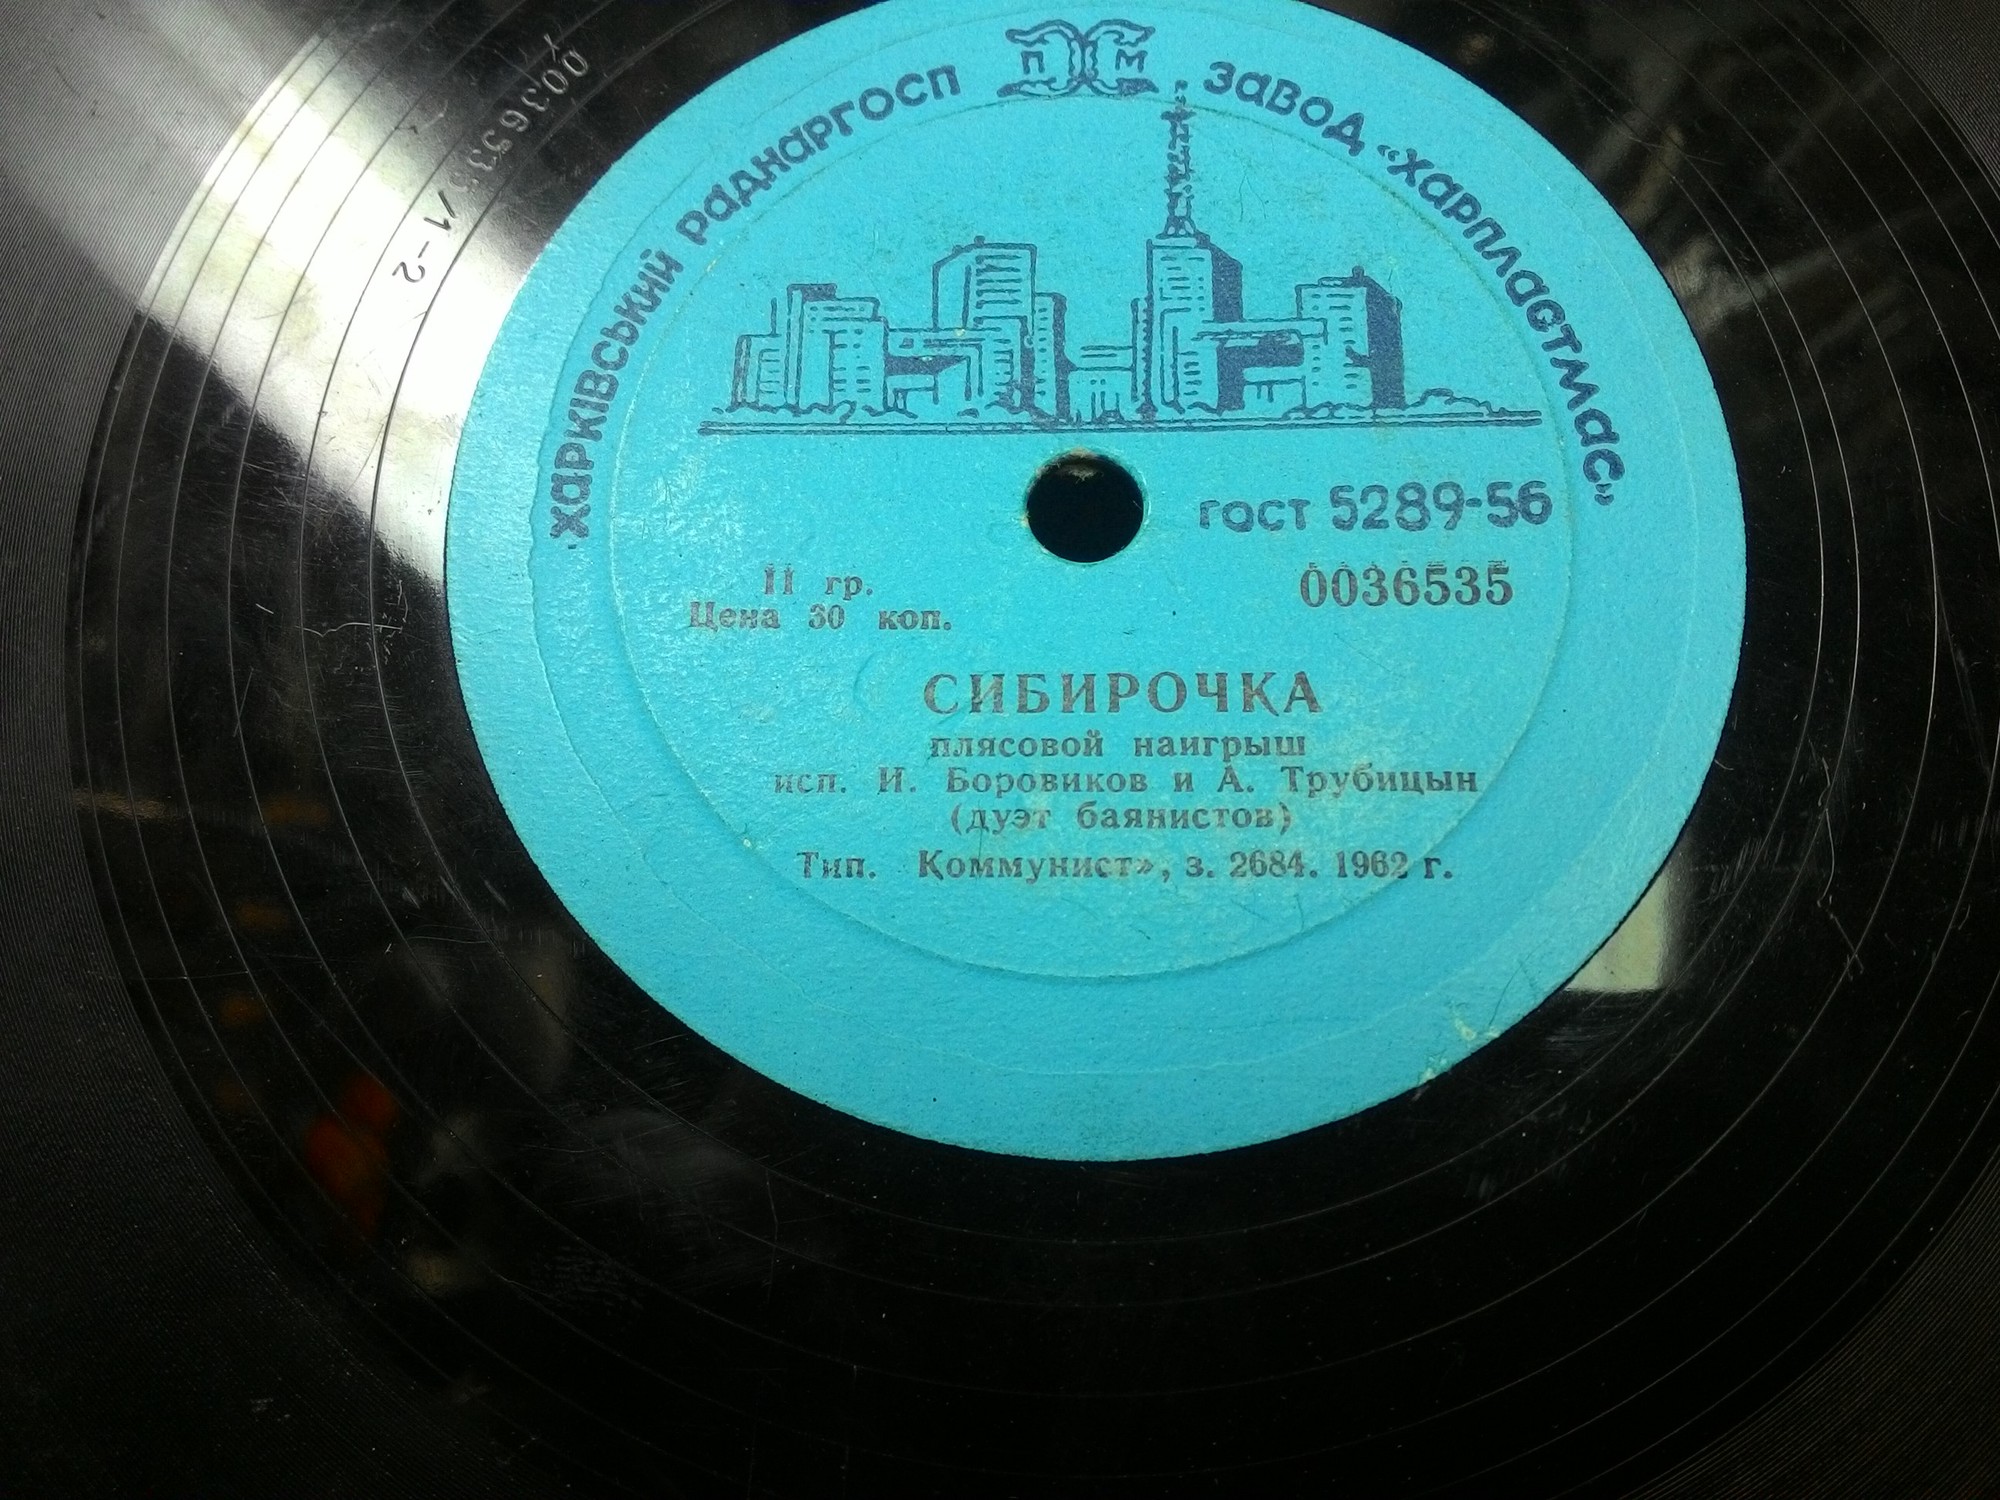 Харківський раднаргосп ПМ завод «Харпластмас»
ГОСТ 5289-56
II гр. 0036535
Цена 30 коп.
СИБИРОЧКА
плясовой наигрыш
исп. И. Боровиков и А. Трубицын
(дуэт баянистов)
Тип. Коммунист», з. 2684. 1962 г.